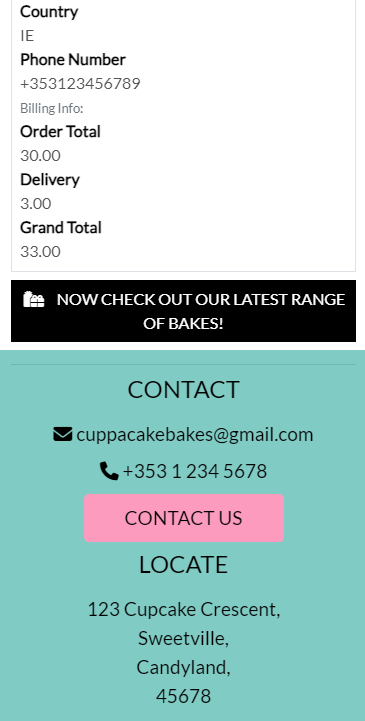 Country
IE
Phone Number
+353123456789
Billing Info:
Order Total
30.00
Delivery
3.00
Grand Total
33.00
NOW CHECK OUT OUR LATEST RANGE
OF BAKES!
CONTACT
cuppacakebakes@gmail.com
+353 1 234 5678
CONTACT US
LOCATE
123 Cupcake Crescent,
Sweetville,
Candyland,
45678